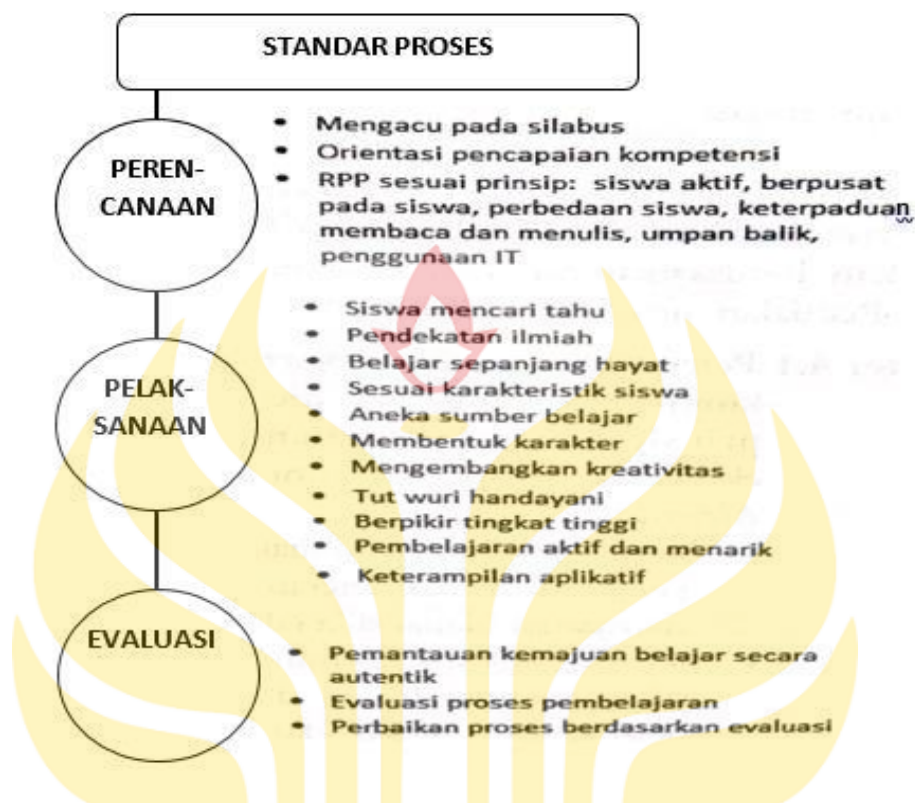 STANDAR PROSES
PEREN-
CANAAN
• Mengacu pada silabus
• Orientasi pencapaian kompetensi
• RPP sesuai prinsip: siswa aktif, berpusat
pada siswa, perbedaan siswa, keterpaduan
membaca dan menulis, umpan balik,
penggunaan IT
PELAK-
SANAAN
• Siswa mencari tahu
• Pendekatan ilmiah
• Belajar sepanjang hayat
• Sesuai karakteristik siswa
• Aneka sumber belajar
• Membentuk karakter
• Mengembangkan kreativitas
• Tut wuri handayani
• Berpikir tingkat tinggi
• Pembelajaran aktif dan menarik
• Keterampilan aplikatif
EVALUASI
• Pemantauan kemajuan belajar secara
autentik
• Evaluasi proses pembelajaran
• Perbaikan proses berdasarkan evaluasi